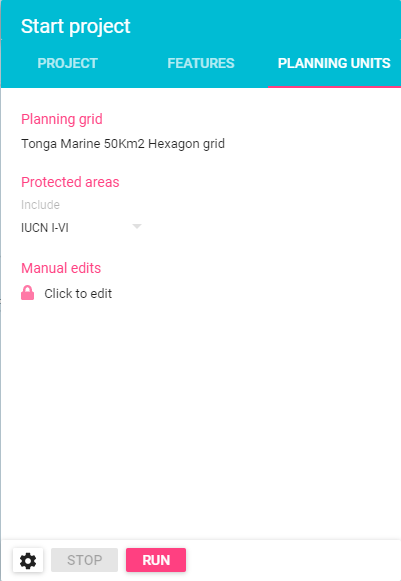 Start project
PROJECT FEATURES PLANNING UNITS
Planning grid
Tonga Marine 50Km2 Hexagon grid
Protected areas
Include
IUCN I-VI
Manual edits
Click to edit
STOP RUN